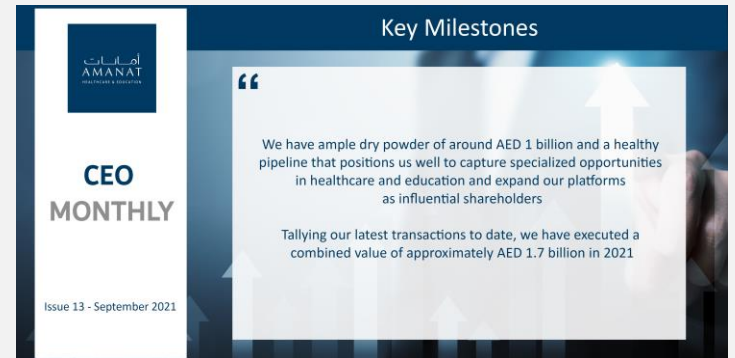 Key Milestones
أمانات
AMANAT
HEALTHCARE & EDUCATION
CEO
MONTHLY
Issue 13 - September 2021
“
We have ample dry powder of around AED 1 billion and a healthy
pipeline that positions us well to capture specialized opportunities
in healthcare and education and expand our platforms
as influential shareholders
Tallying our latest transactions to date, we have executed a
combined value of approximately AED 1.7 billion in 2021